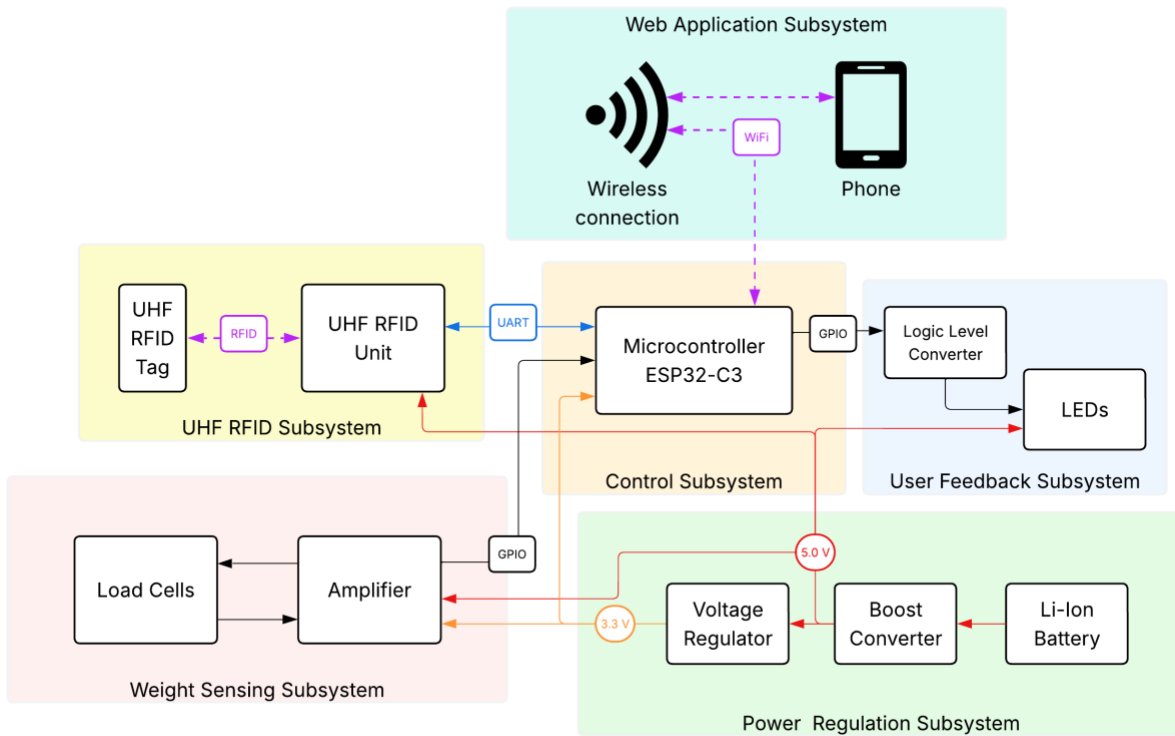 Web Application Subsystem
WiFi
Wireless
connection
Phone
UHF
RFID
Tag
RFID
UHF RFID
Unit
UHF RFID Subsystem
UART
Microcontroller
ESP32-C3
Control Subsystem
GPIO
Logic Level
Converter
LEDs
User Feedback Subsystem
Load Cells
Amplifier
GPIO
Weight Sensing Subsystem
5.0 V
3.3 V
Voltage
Regulator
Boost
Converter
Li-Ion
Battery
Power Regulation Subsystem